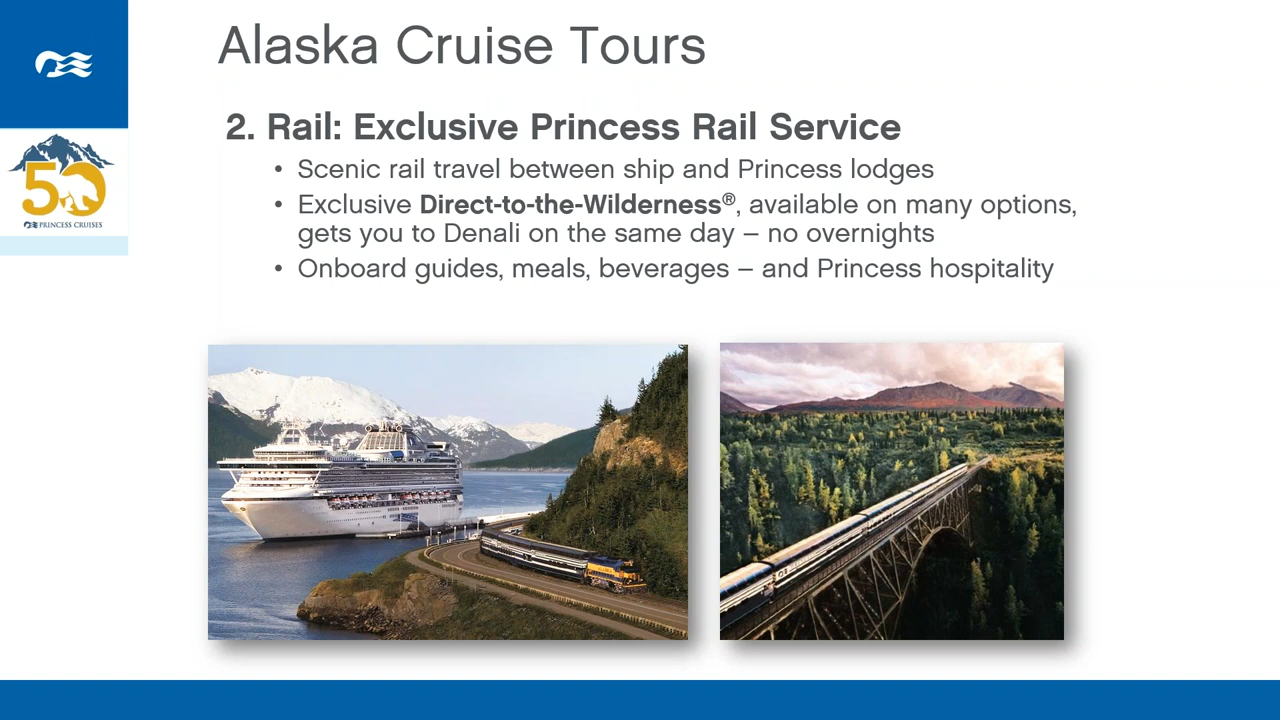 Alaska Cruise Tours
2. Rail: Exclusive Princess Rail Service
• Scenic rail travel between ship and Princess lodges
• Exclusive Direct-to-the-Wilderness®, available on many options,
gets you to Denali on the same day – no overnights
• Onboard guides, meals, beverages – and Princess hospitality
50
PRINCESS CRUISES